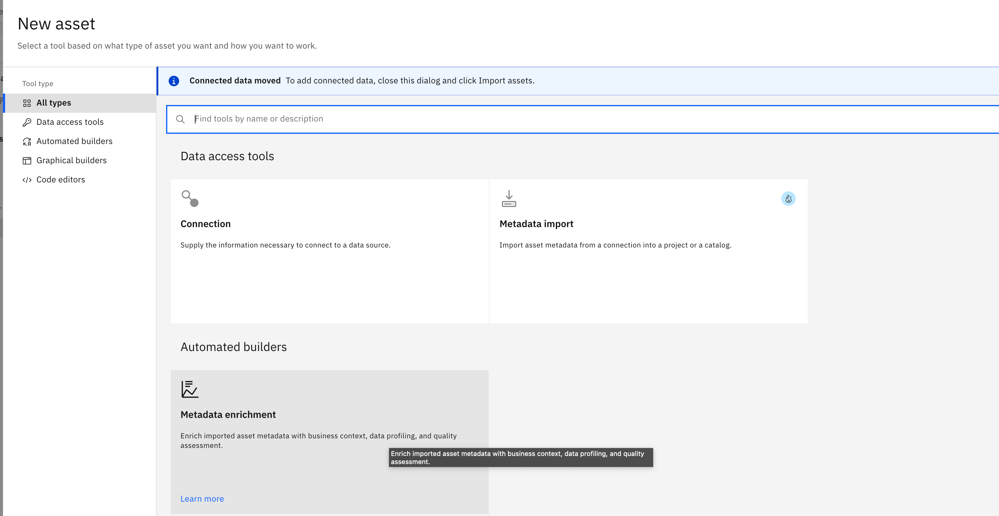 New asset
Select a tool based on what type of asset you want and how you want to work.
Tool type
All types
Data access tools
Automated builders
Graphical builders
Code editors
Connected data moved To add connected data, close this dialog and click Import assets.
Find tools by name or description
Data access tools
Connection
Supply the information necessary to connect to a data source.
Metadata import
Import asset metadata from a connection into a project or a catalog.
Automated builders
Metadata enrichment
Enrich imported asset metadata with business context, data profiling, and quality
assessment.
Enrich imported asset metadata with business context, data profiling, and quality
assessment.
Learn more